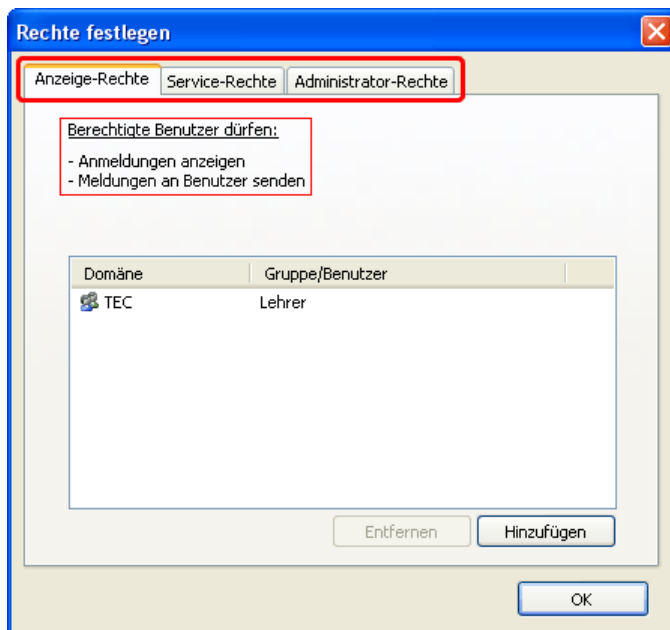 Rechte festlegen
Anzeige-Rechte Service-Rechte Administrator-Rechte
Berechtigte Benutzer dürfen:
- Anmeldungen anzeigen
- Meldungen an Benutzer senden
Domäne Gruppe/Benutzer
TEC Lehrer
Entfernen Hinzufügen
OK